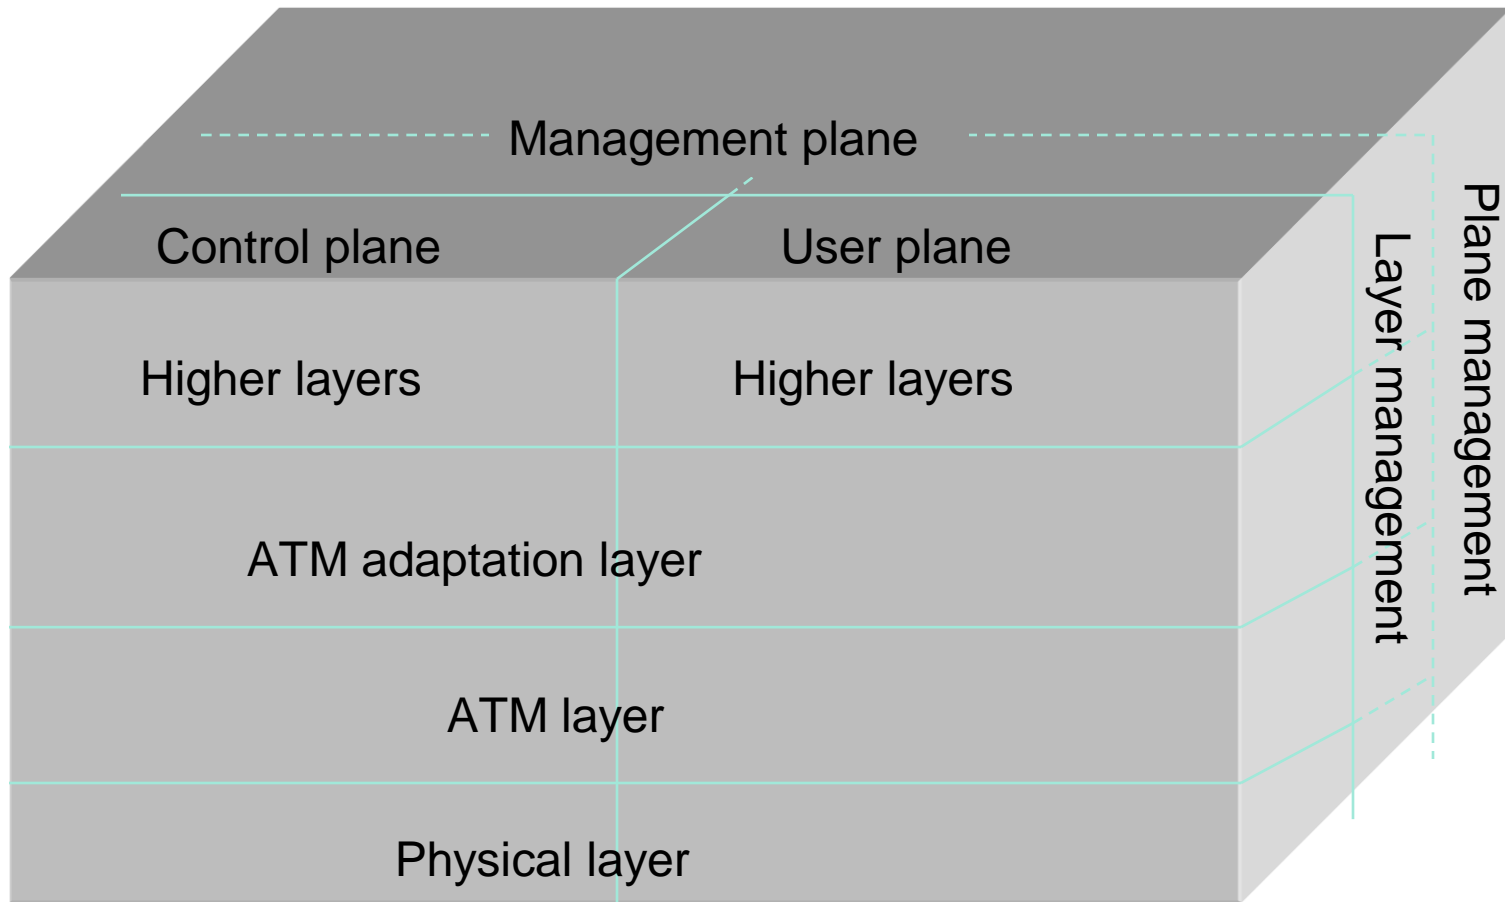 Management plane
Control plane
User plane
Higher layers
Higher layers
ATM adaptation layer
ATM layer
Physical layer
Layer management
Plane management